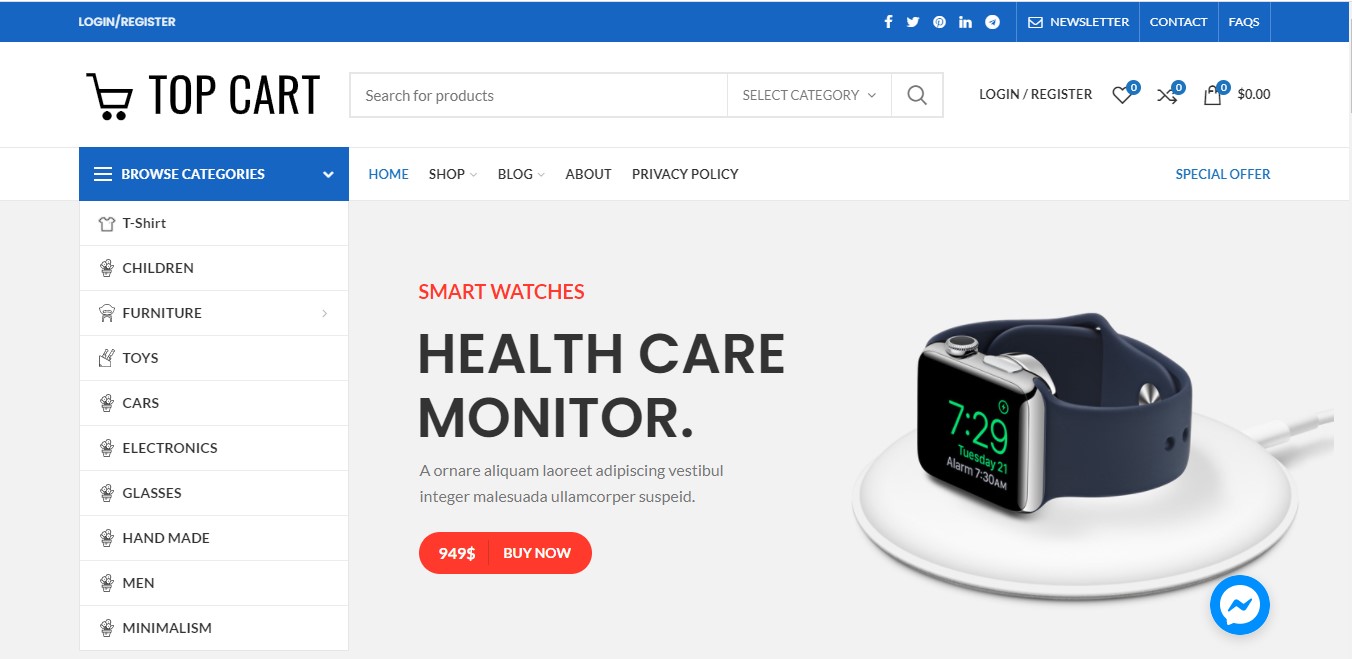 LOGIN/REGISTER
NEWSLETTER
CONTACT
FAQS
TOP CART
Search for products
SELECT CATEGORY
LOGIN / REGISTER
0
0
0
$0.00
BROWSE CATEGORIES
HOME
SHOP
BLOG
ABOUT
PRIVACY POLICY
SPECIAL OFFER
T-Shirt
CHILDREN
FURNITURE
TOYS
CARS
ELECTRONICS
GLASSES
HAND MADE
MEN
MINIMALISM
SMART WATCHES
HEALTH CARE
MONITOR.
A ornare aliquam laoreet adipiscing vestibul
integer malesuada ullamcorper suspeid.
949$
BUY NOW
7:29
Tuesday 21
Alarm 7:30AM